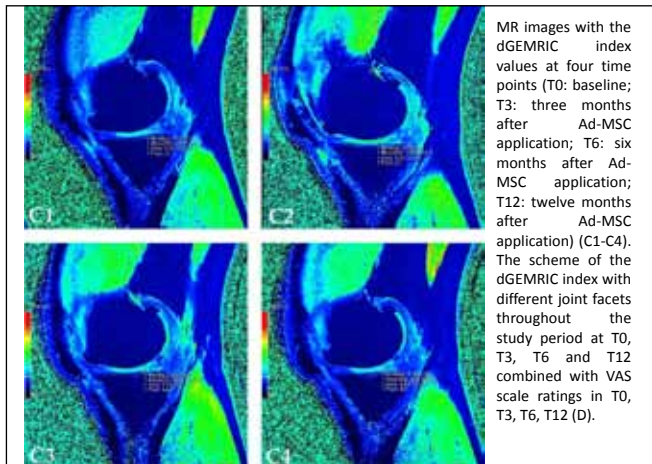 MR images with the
dGEMRIC index
values at four time
points (T0: baseline;
T3: three months
after Ad-MSC
application; T6: six
months after Ad-
MSC application;
T12: twelve months
after Ad-MSC
application) (C1-C4).
The scheme of the
dGEMRIC index with
different joint facets
throughout the
study period at T0,
T3, T6 and T12
combined with VAS
scale ratings in T0,
T3, T6, T12 (D).
C1
C2
C3
C4